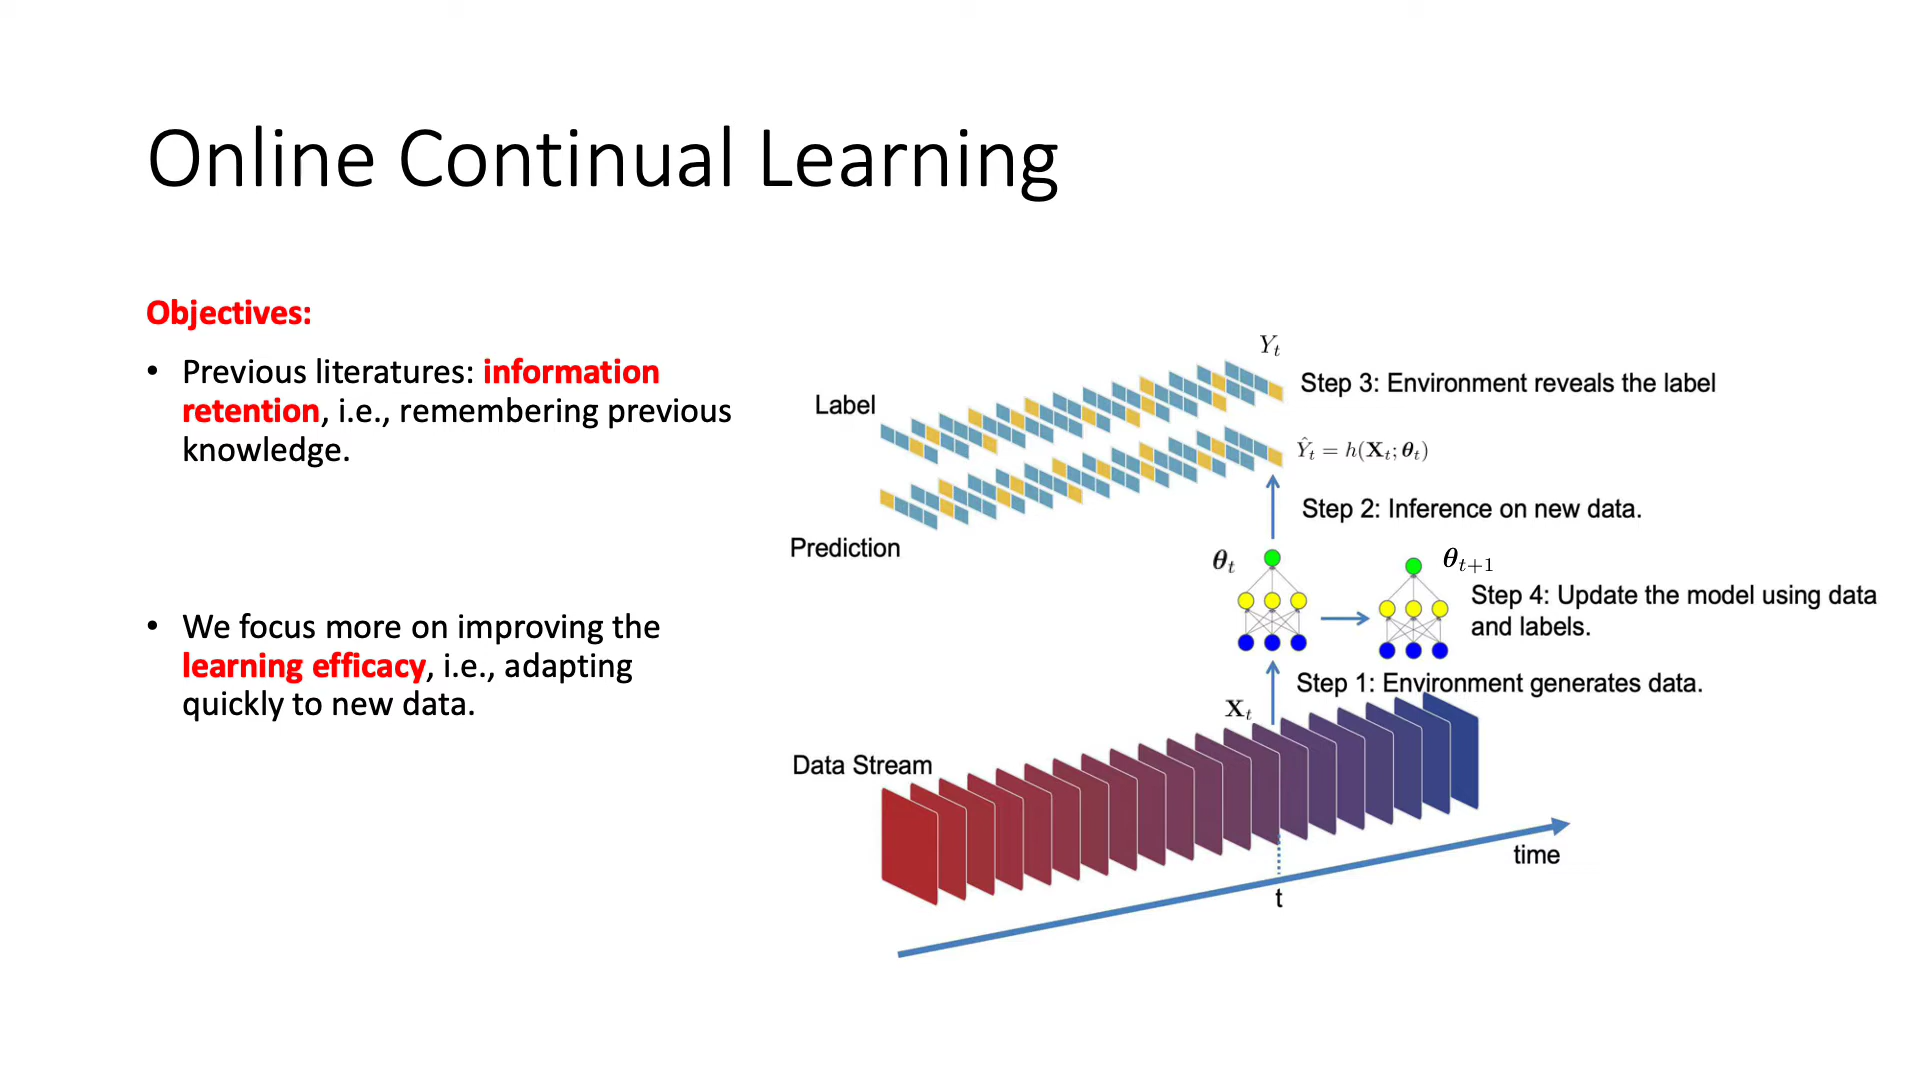 Online Continual Learning
Objectives:
• Previous literatures: information
retention, i.e., remembering previous
knowledge.
• We focus more on improving the
learning efficacy, i.e., adapting
quickly to new data.
Y_t
Label
Step 3: Environment reveals the label
Ŷ_t = h(X_t; θ_t)
Step 2: Inference on new data.
Prediction
θ_t
θ_{t+1}
Step 4: Update the model using data
and labels.
Step 1: Environment generates data.
X_t
Data Stream
time
t